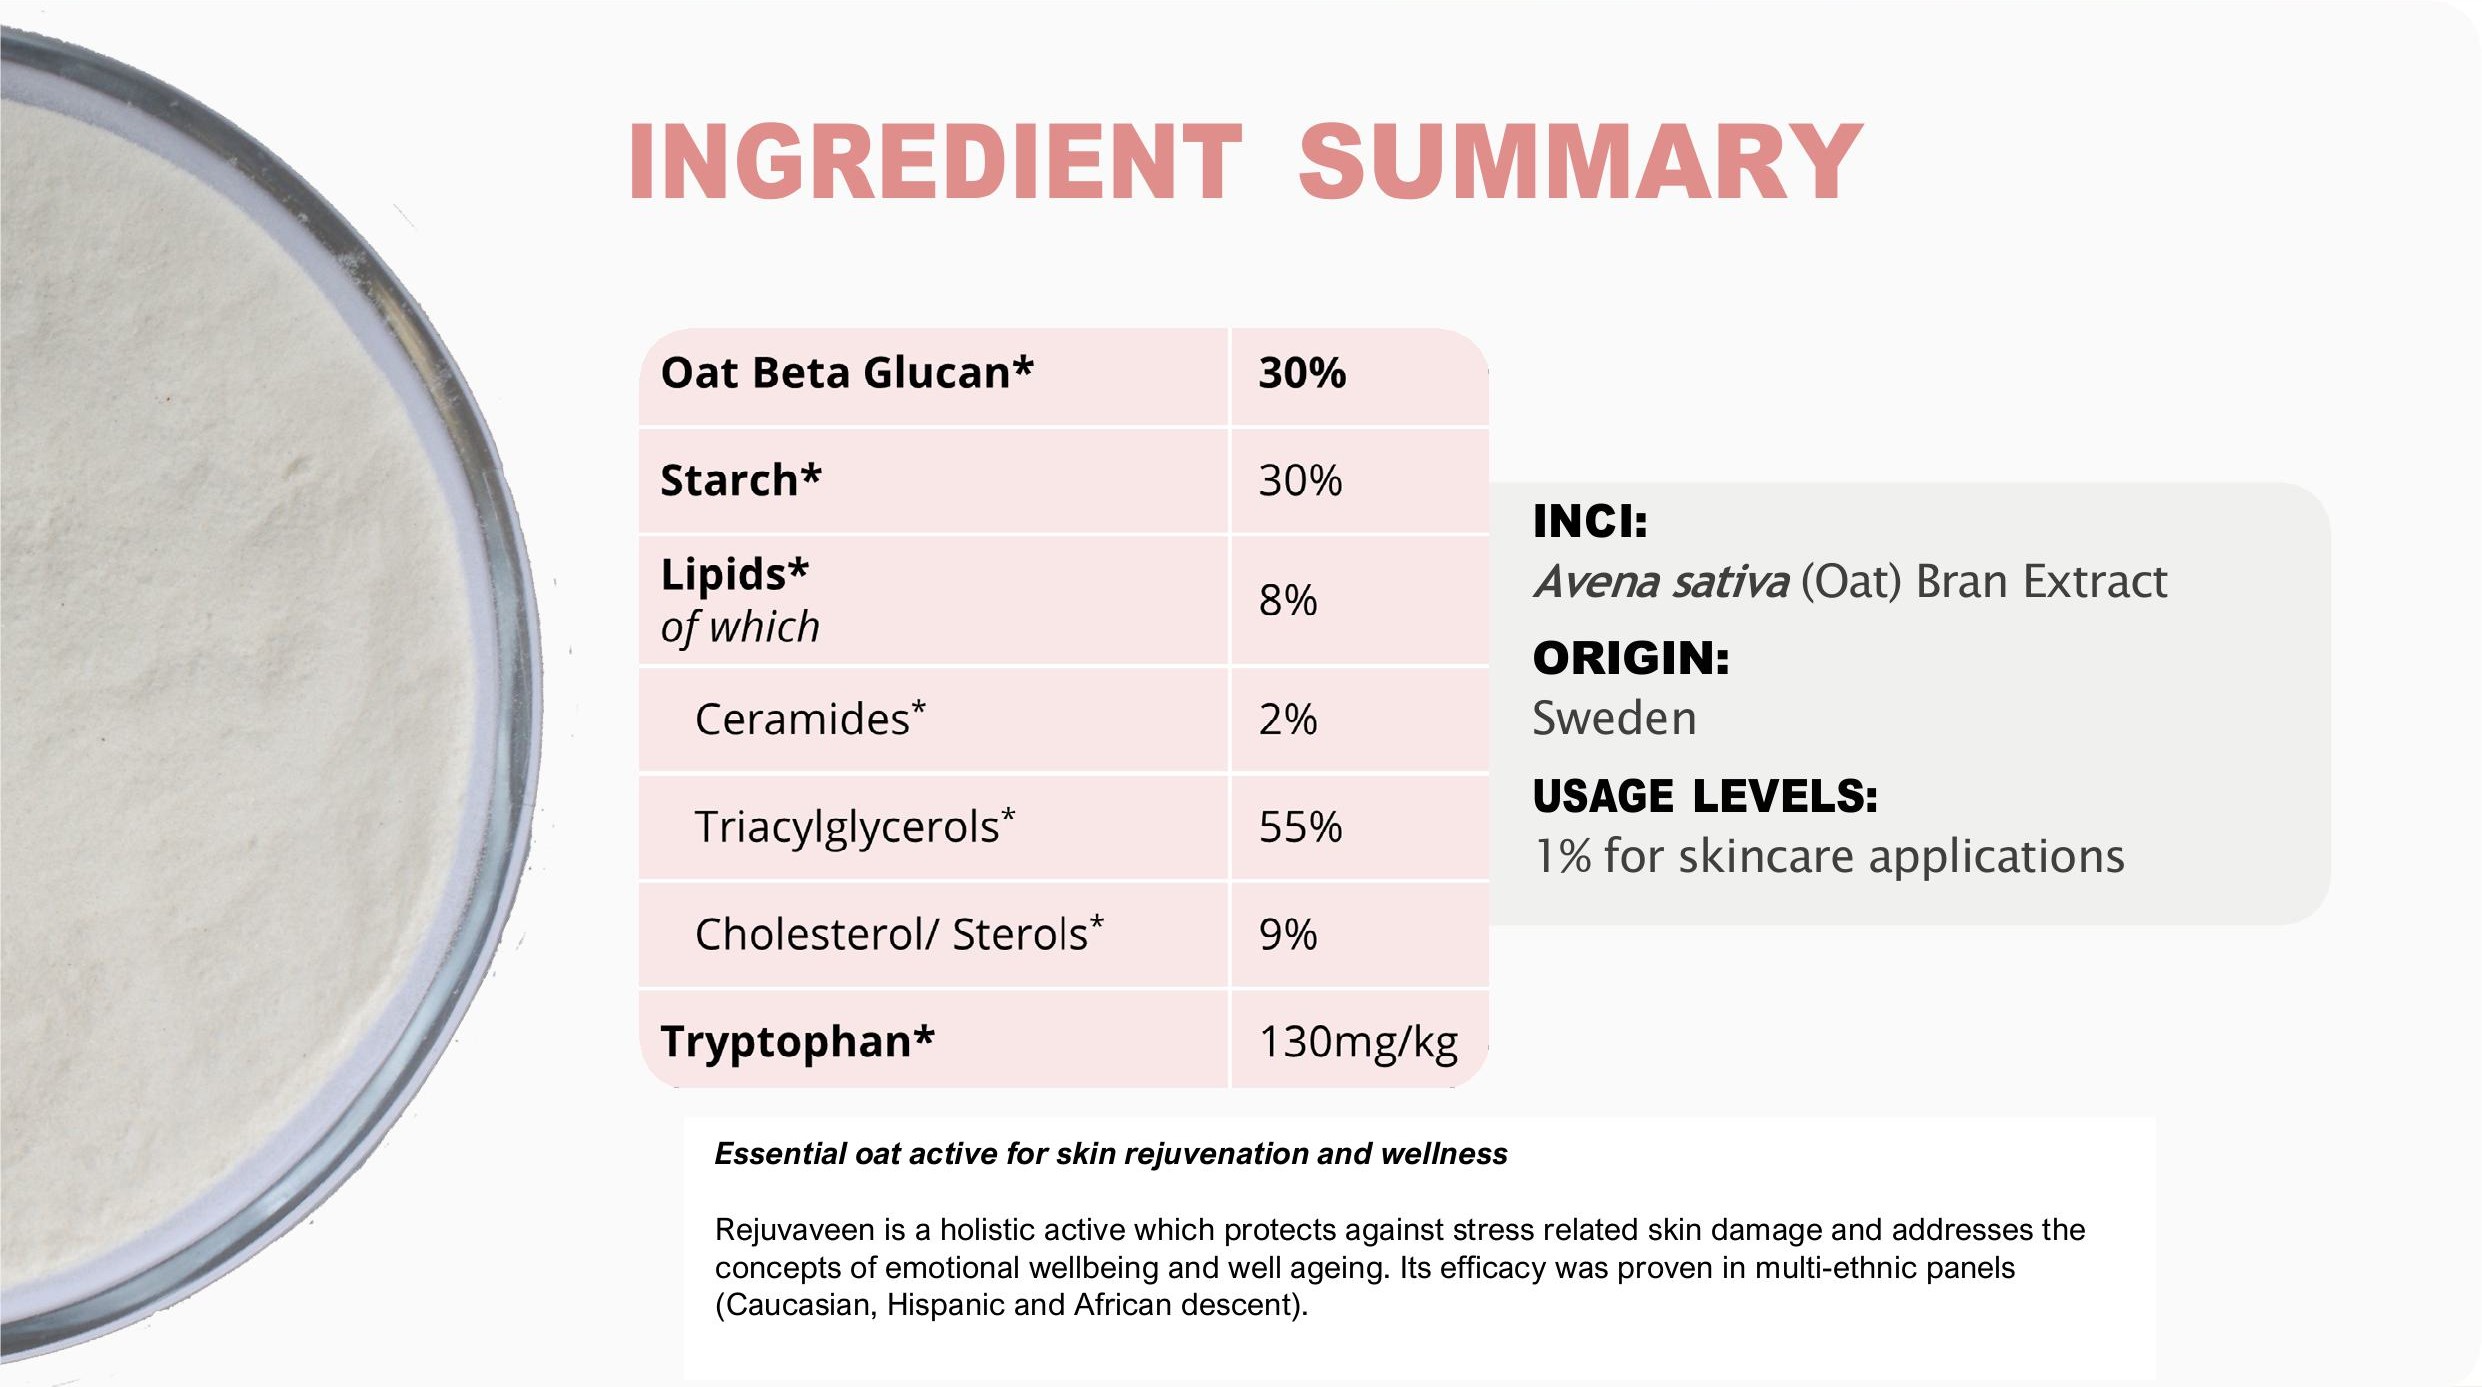 INGREDIENT SUMMARY
Oat Beta Glucan* 30%
Starch* 30%
Lipids*
of which 8%
Ceramides* 2%
Triacylglycerols* 55%
Cholesterol/ Sterols* 9%
Tryptophan* 130mg/kg
INCI:
Avena sativa (Oat) Bran Extract
ORIGIN:
Sweden
USAGE LEVELS:
1% for skincare applications
Essential oat active for skin rejuvenation and wellness
Rejuvaveen is a holistic active which protects against stress related skin damage and addresses the
concepts of emotional wellbeing and well ageing. Its efficacy was proven in multi-ethnic panels
(Caucasian, Hispanic and African descent).